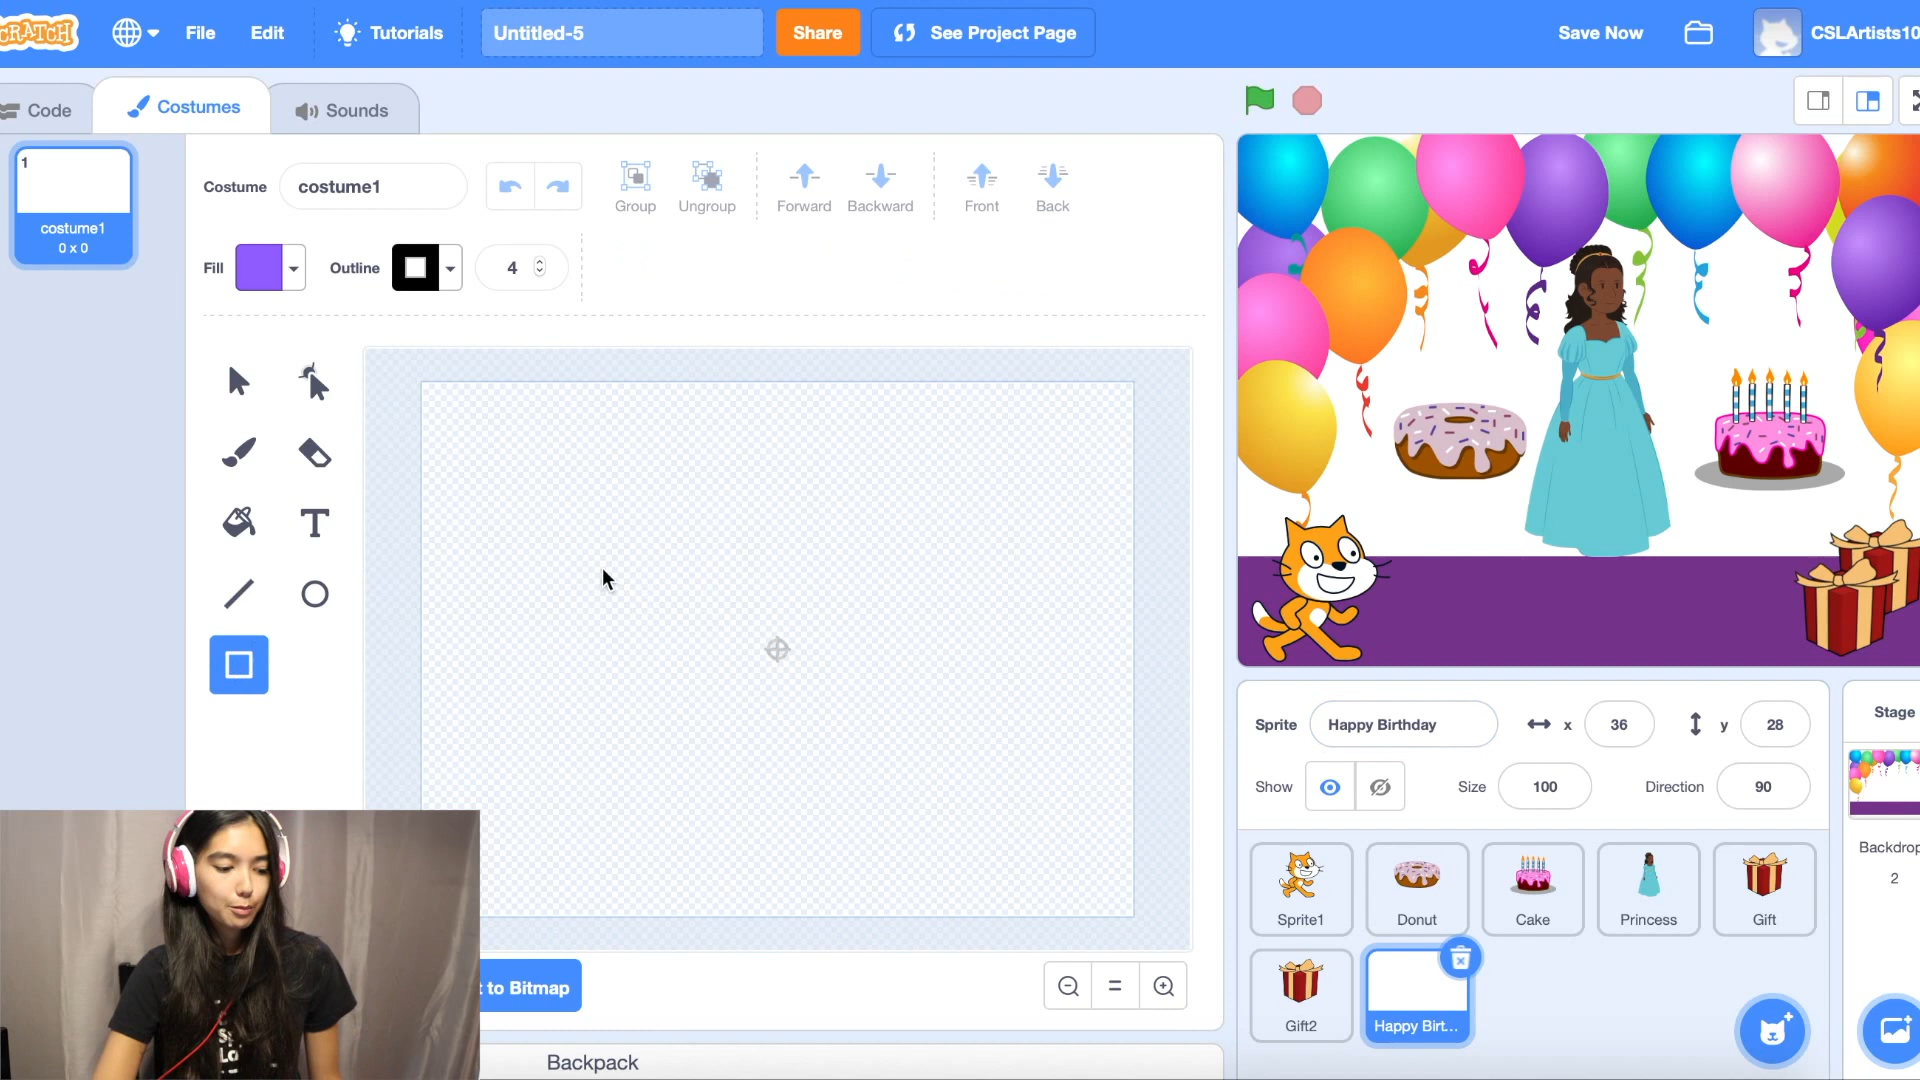 SCRATCH File Edit Tutorials Untitled-5 Share See Project Page Save Now CSLArtists10
Code Costumes Sounds
1
costume1
0 x 0
Costume costume1 Group Ungroup Forward Backward Front Back
Fill Outline 4
T
to Bitmap
Backpack
Sprite Happy Birthday x 36 y 28
Show Size 100 Direction 90
Sprite1 Donut Cake Princess Gift
Gift2 Happy Birt...
Stage
Backdrop
2